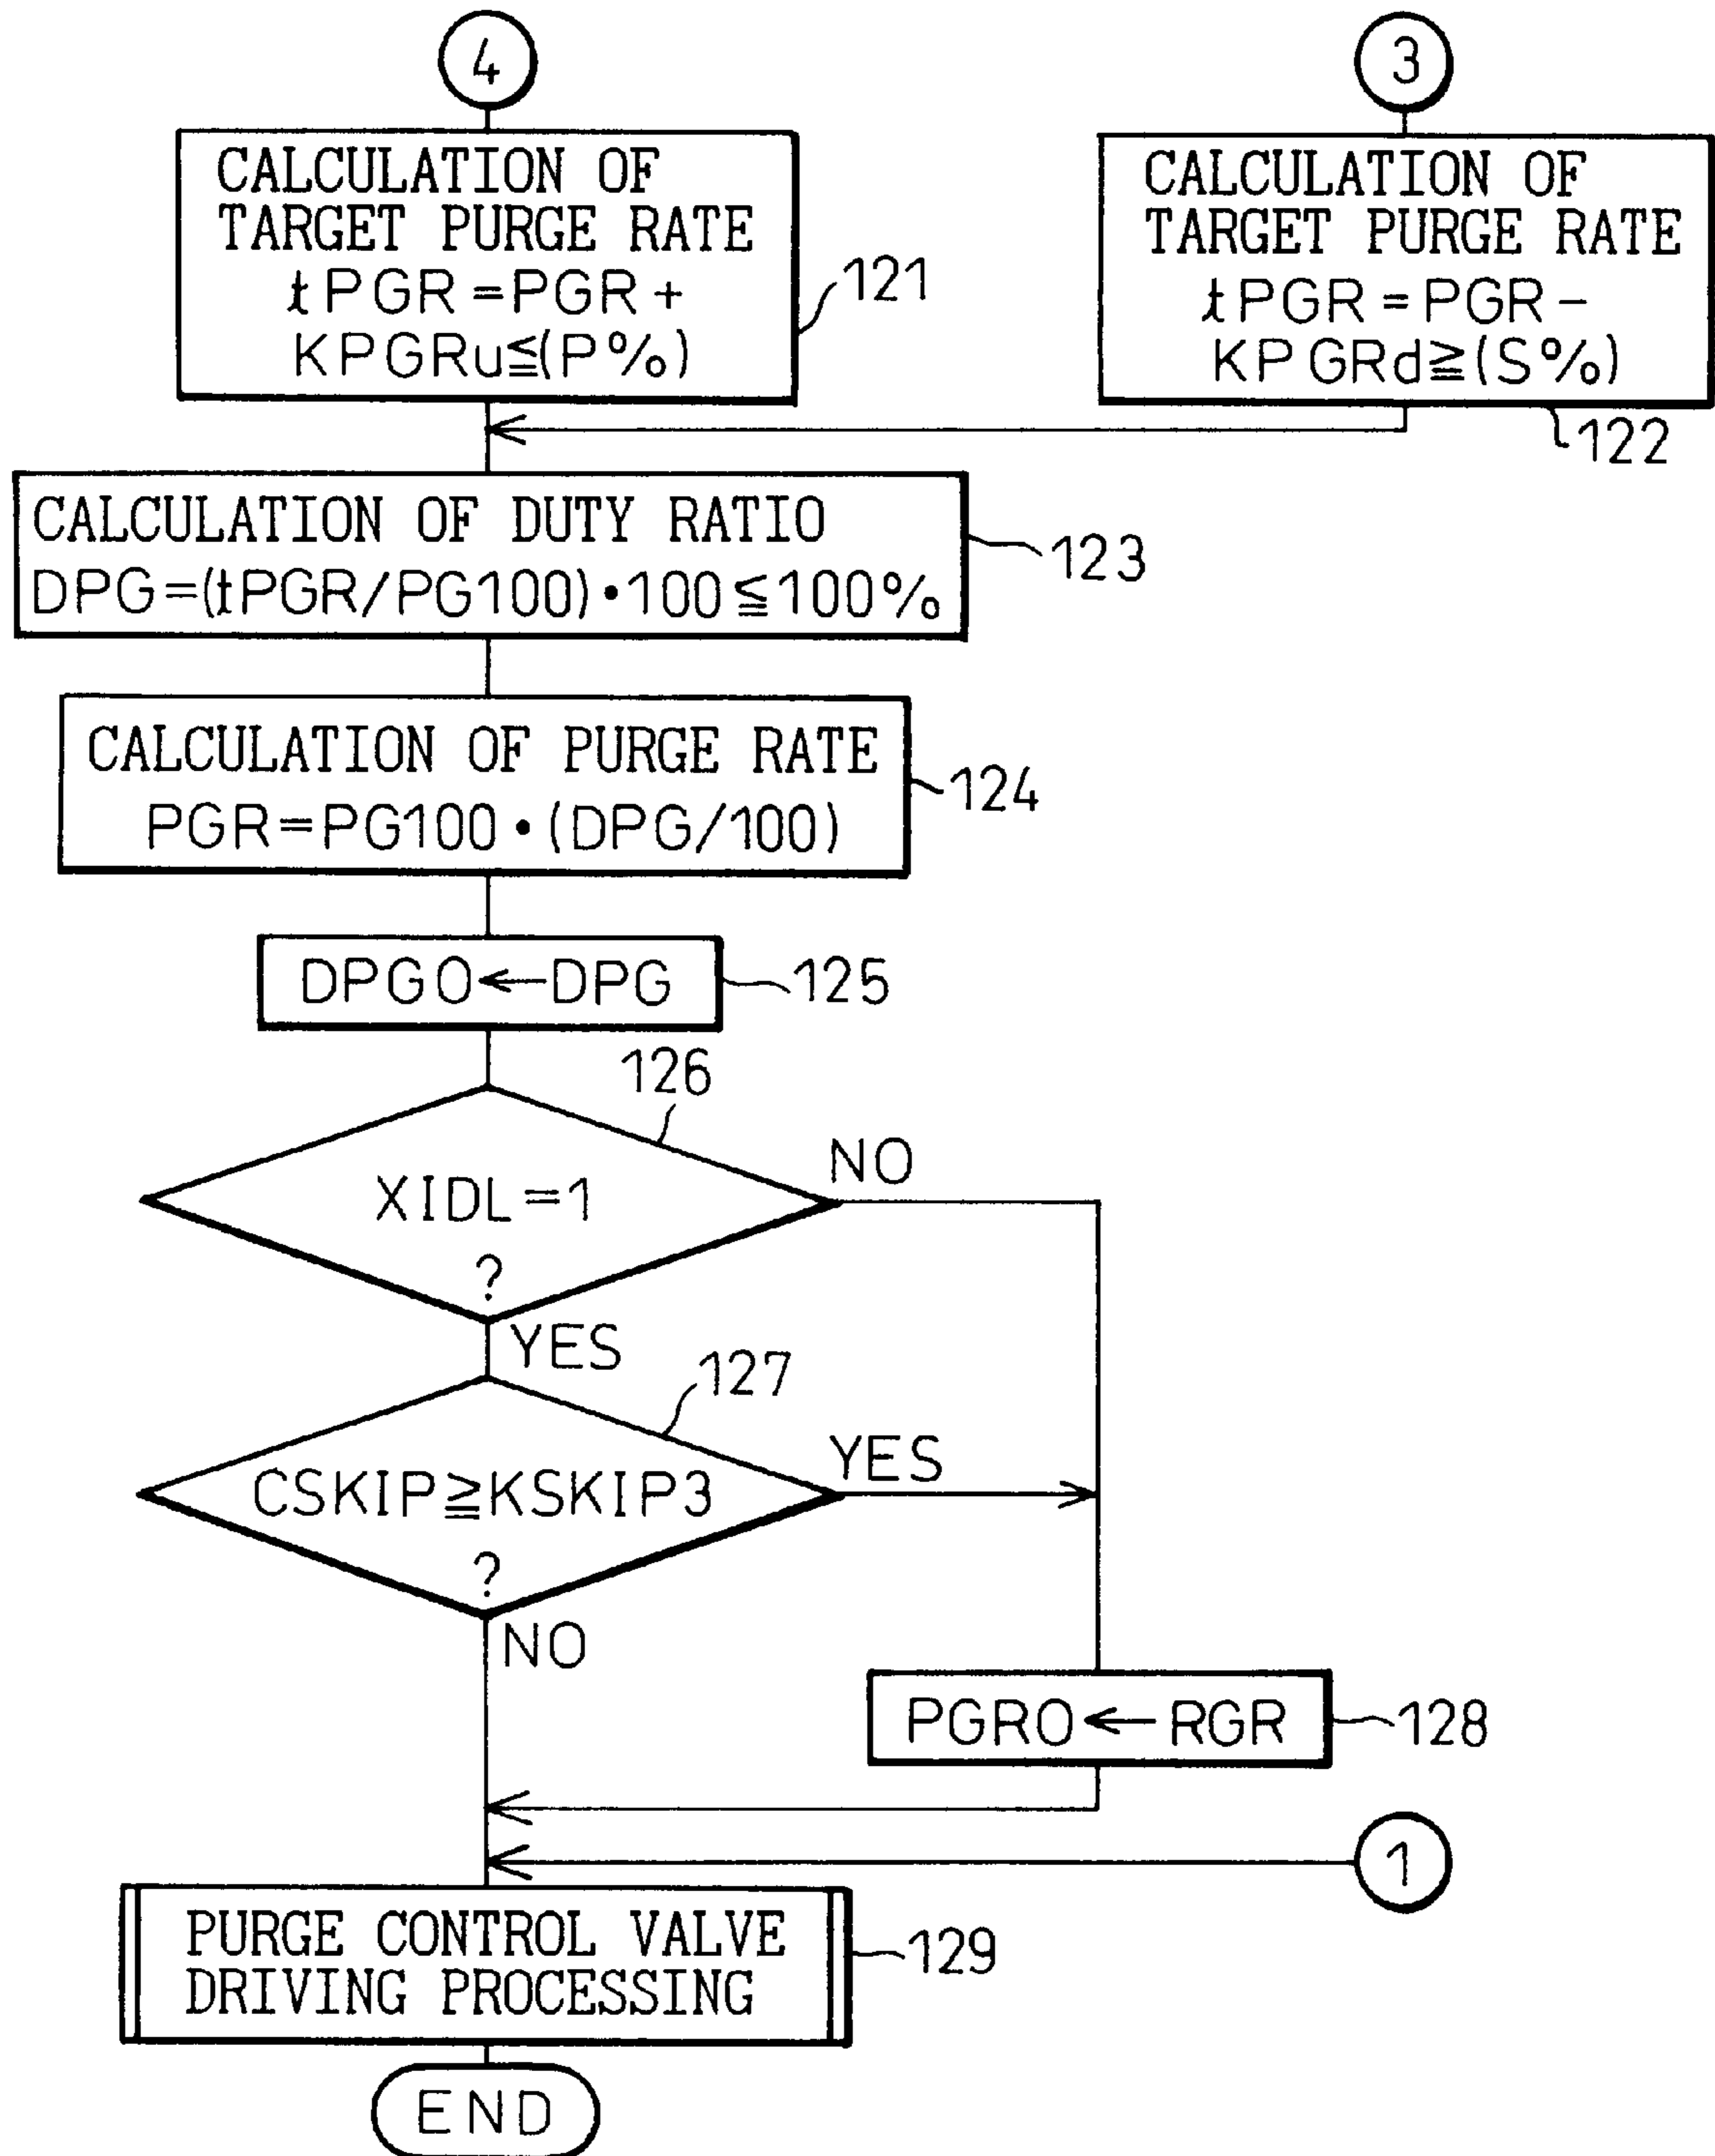 4
3
CALCULATION OF
TARGET PURGE RATE
tPGR=PGR+
KPGRu≦(P%)
121
CALCULATION OF
TARGET PURGE RATE
tPGR=PGR-
KPGRd≧(S%)
122
CALCULATION OF DUTY RATIO
DPG=(tPGR/PG100)•100≦100%
123
CALCULATION OF PURGE RATE
PGR=PG100•(DPG/100)
124
DPGO←DPG
125
126
XIDL=1
?
NO
YES
127
CSKIP≧KSKIP3
?
YES
NO
PGRO←RGR
128
1
PURGE CONTROL VALVE
DRIVING PROCESSING
129
END